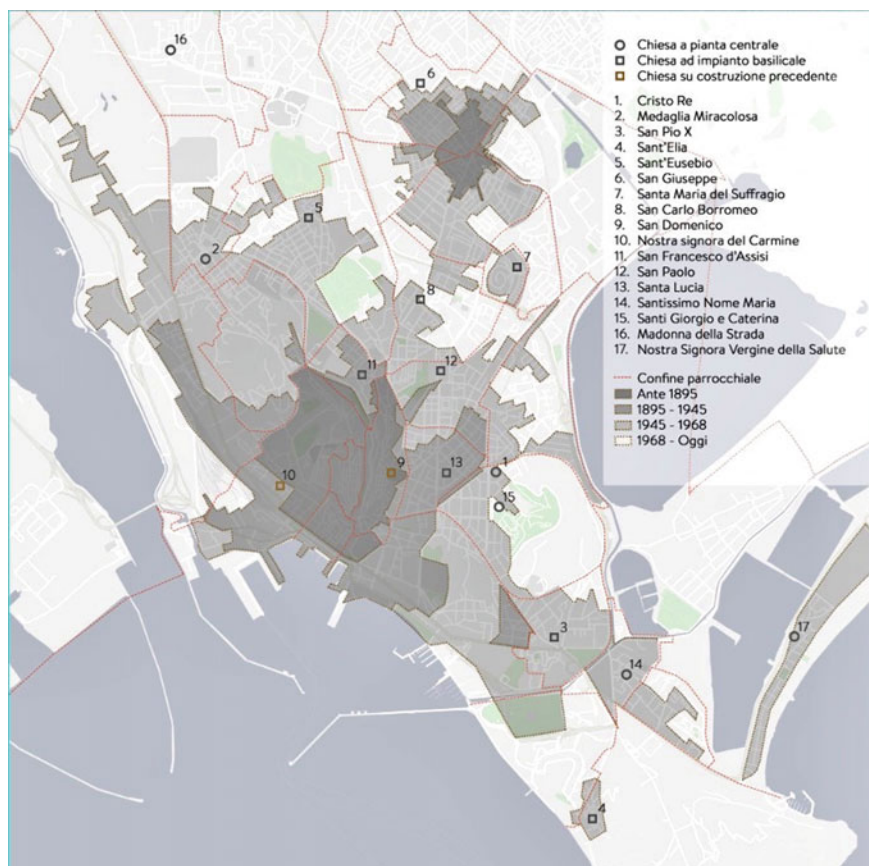 Chiesa a pianta centrale
Chiesa ad impianto basilicale
Chiesa su costruzione precedente
1. Cristo Re
2. Medaglia Miracolosa
3. San Pio X
4. Sant'Elia
5. Sant'Eusebio
6. San Giuseppe
7. Santa Maria del Suffragio
8. San Carlo Borromeo
9. San Domenico
10. Nostra signora del Carmine
11. San Francesco d'Assisi
12. San Paolo
13. Santa Lucia
14. Santissimo Nome Maria
15. Santi Giorgio e Caterina
16. Madonna della Strada
17. Nostra Signora Vergine della Salute
Confine parrocchiale
Ante 1895
1895 - 1945
1945 - 1968
1968 - Oggi
16
6
5
2
7
8
11
12
10
9
13
1
15
3
14
17
4